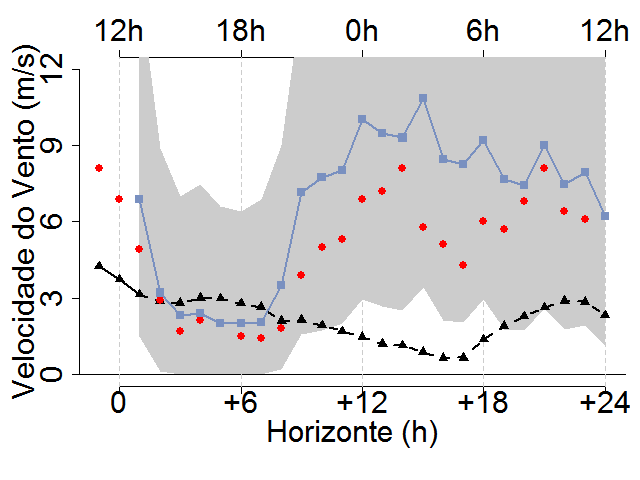 12h 18h 0h 6h 12h
Velocidade do Vento (m/s)
12
9
6
3
0
0 +6 +12 +18 +24
Horizonte (h)